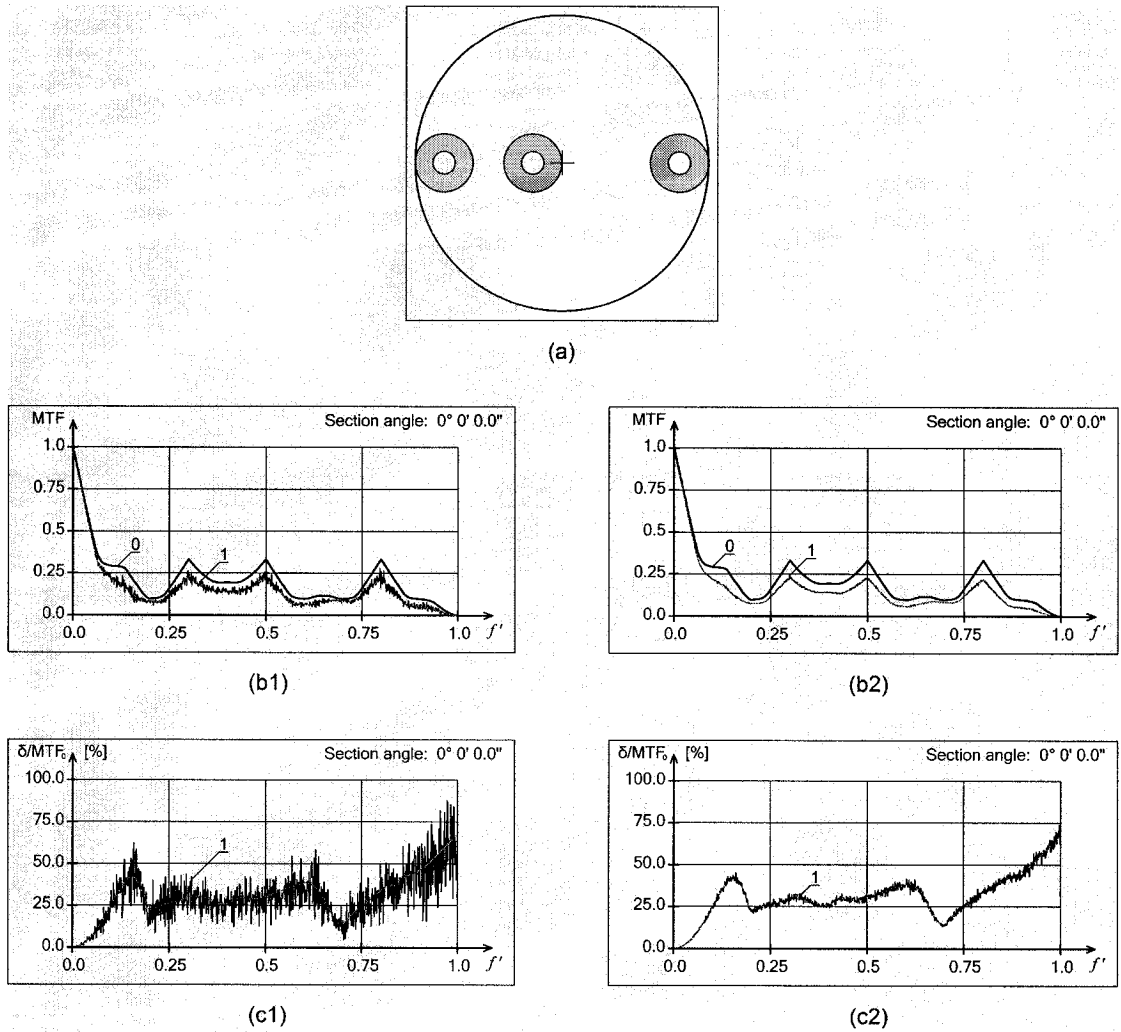 (a)
MTF Section angle: 0° 0' 0.0"
1.0
0.75
0.5
0.25
0.0
0 1
0.0 0.25 0.5 0.75 1.0 f'
(b1)
MTF Section angle: 0° 0' 0.0"
1.0
0.75
0.5
0.25
0.0
0 1
0.0 0.25 0.5 0.75 1.0 f'
(b2)
δ/MTF₀ [%] Section angle: 0° 0' 0.0"
100.0
75.0
50.0
25.0
0.0
1
0.0 0.25 0.5 0.75 1.0 f'
(c1)
δ/MTF₀ [%] Section angle: 0° 0' 0.0"
100.0
75.0
50.0
25.0
0.0
1
0.0 0.25 0.5 0.75 1.0 f'
(c2)